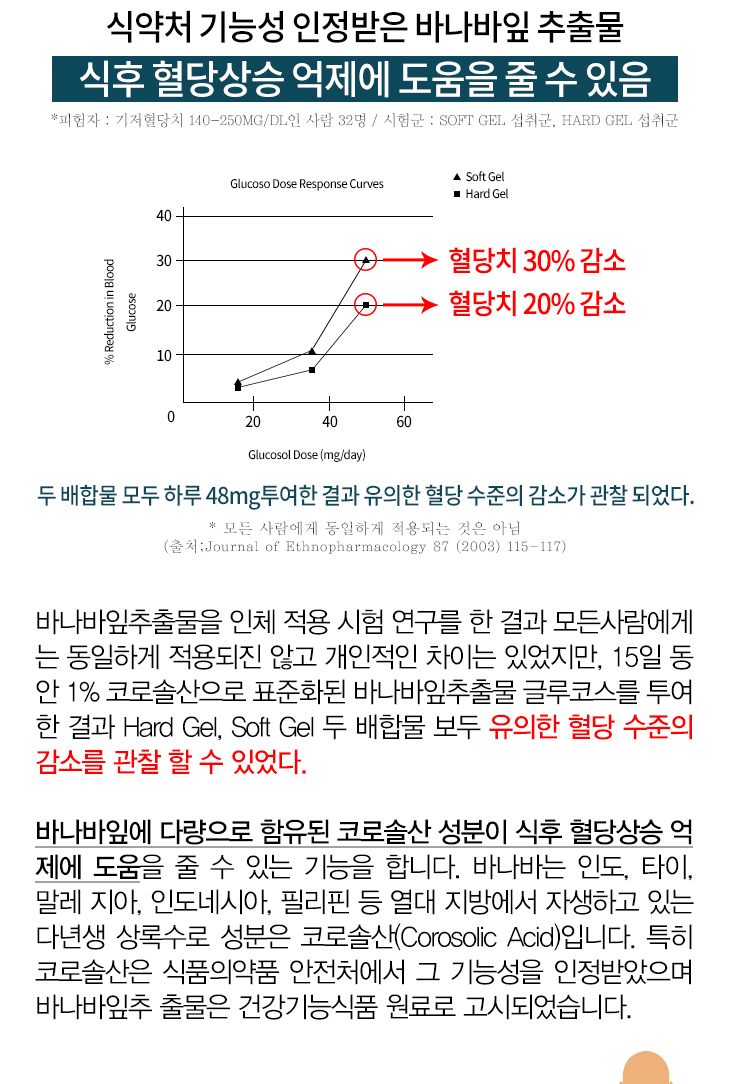 식약처 기능성 인정받은 바나바잎 추출물
식후 혈당상승 억제에 도움을 줄 수 있음
*피험자 : 기저혈당치 140-250MG/DL인 사람 32명 / 시험군 : SOFT GEL 섭취군, HARD GEL 섭취군
Glucoso Dose Response Curves
Soft Gel
Hard Gel
40
30
20
10
0
20
40
60
% Reduction in Blood
Glucose
Glucosol Dose (mg/day)
혈당치 30% 감소
혈당치 20% 감소
두 배합물 모두 하루 48mg투여한 결과 유의한 혈당 수준의 감소가 관찰 되었다.
* 모든 사람에게 동일하게 적용되는 것은 아님
(출처;Journal of Ethnopharmacology 87 (2003) 115-117)
바나바잎추출물을 인체 적용 시험 연구를 한 결과 모든사람에게
는 동일하게 적용되진 않고 개인적인 차이는 있었지만, 15일 동
안 1% 코로솔산으로 표준화된 바나바잎추출물 글루코스를 투여
한 결과 Hard Gel, Soft Gel 두 배합물 보두 유의한 혈당 수준의
감소를 관찰 할 수 있었다.
바나바잎에 다량으로 함유된 코로솔산 성분이 식후 혈당상승 억
제에 도움을 줄 수 있는 기능을 합니다. 바나바는 인도, 타이,
말레 지아, 인도네시아, 필리핀 등 열대 지방에서 자생하고 있는
다년생 상록수로 성분은 코로솔산(Corosolic Acid)입니다. 특히
코로솔산은 식품의약품 안전처에서 그 기능성을 인정받았으며
바나바잎추 출물은 건강기능식품 원료로 고시되었습니다.